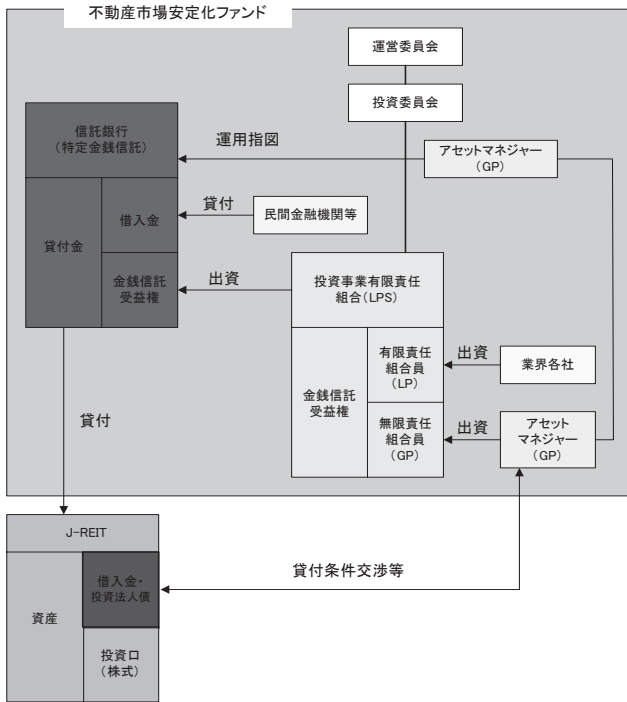 不動産市場安定化ファンド
運営委員会
投資委員会
信託銀行
(特定金銭信託)
運用指図
アセットマネジャー
(GP)
貸付金
借入金
貸付
民間金融機関等
金銭信託
受益権
出資
投資事業有限責任
組合(LPS)
金銭信託
受益権
有限責任
組合員
(LP)
出資
業界各社
無限責任
組合員
(GP)
出資
アセット
マネジャー
(GP)
貸付
J-REIT
資産
借入金・
投資法人債
貸付条件交渉等
投資口
(株式)